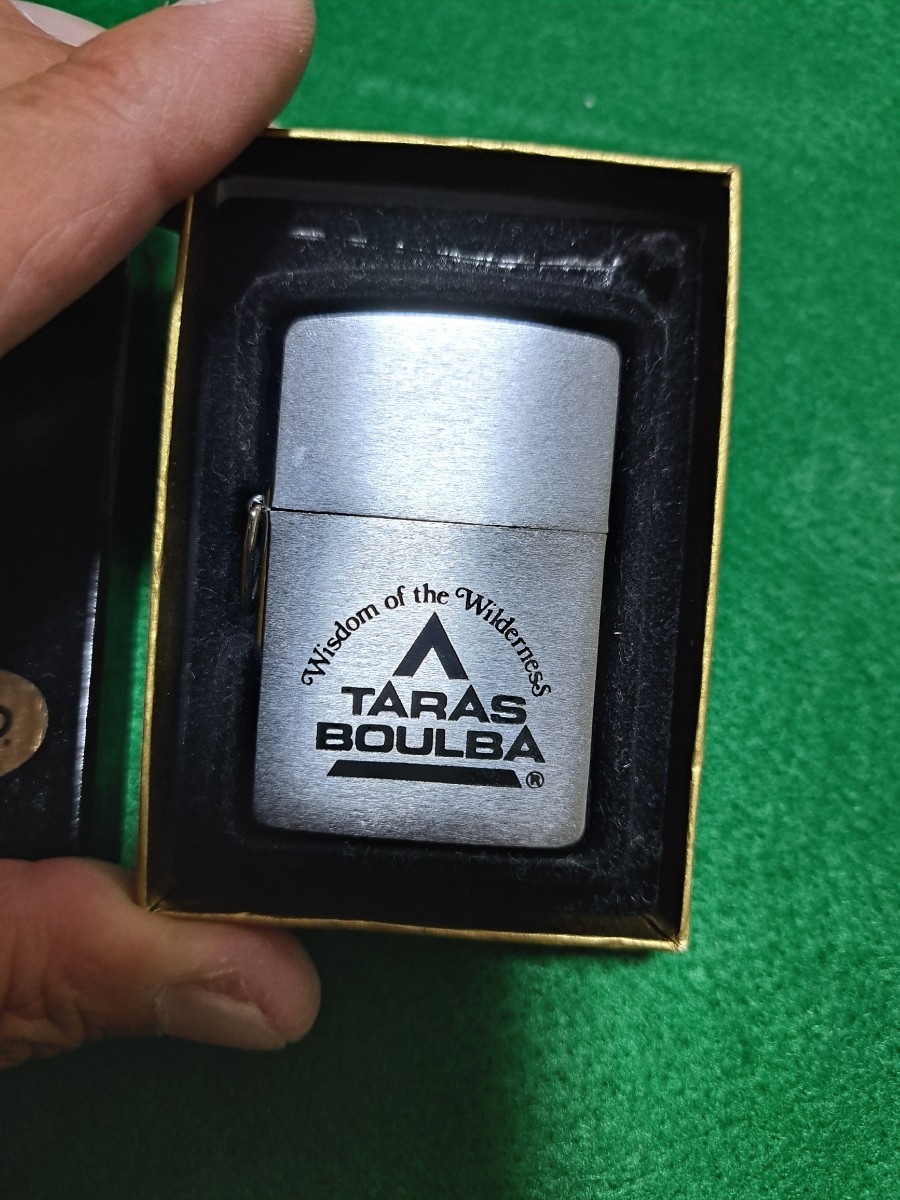 Wisdom of the Wilderness
TARAS
BOULBA
®